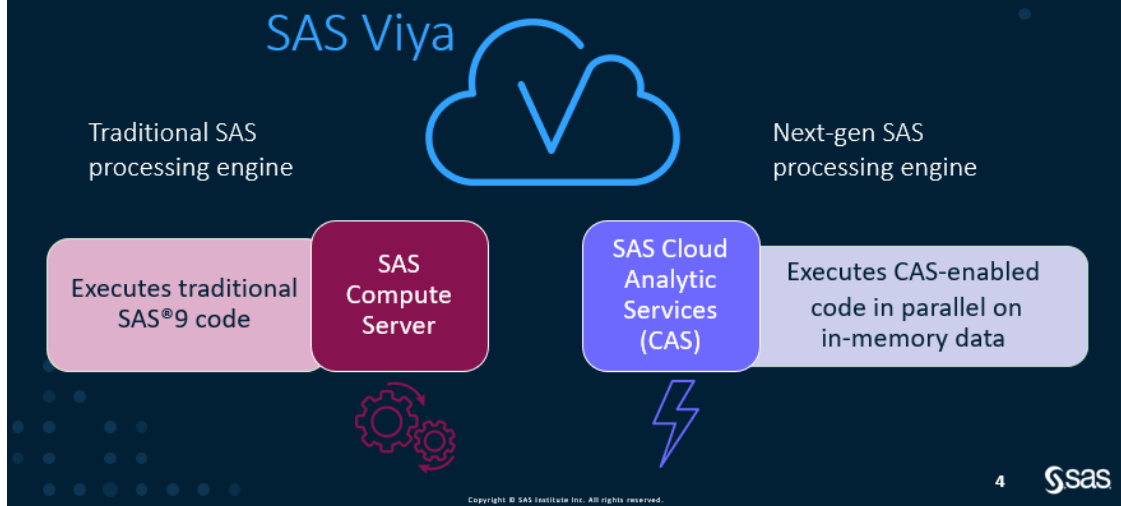 SAS Viya
Traditional SAS
processing engine
Next-gen SAS
processing engine
Executes traditional
SAS®9 code
SAS
Compute
Server
SAS Cloud
Analytic
Services
(CAS)
Executes CAS-enabled
code in parallel on
in-memory data
4
sas
Copyright © SAS Institute Inc. All rights reserved.